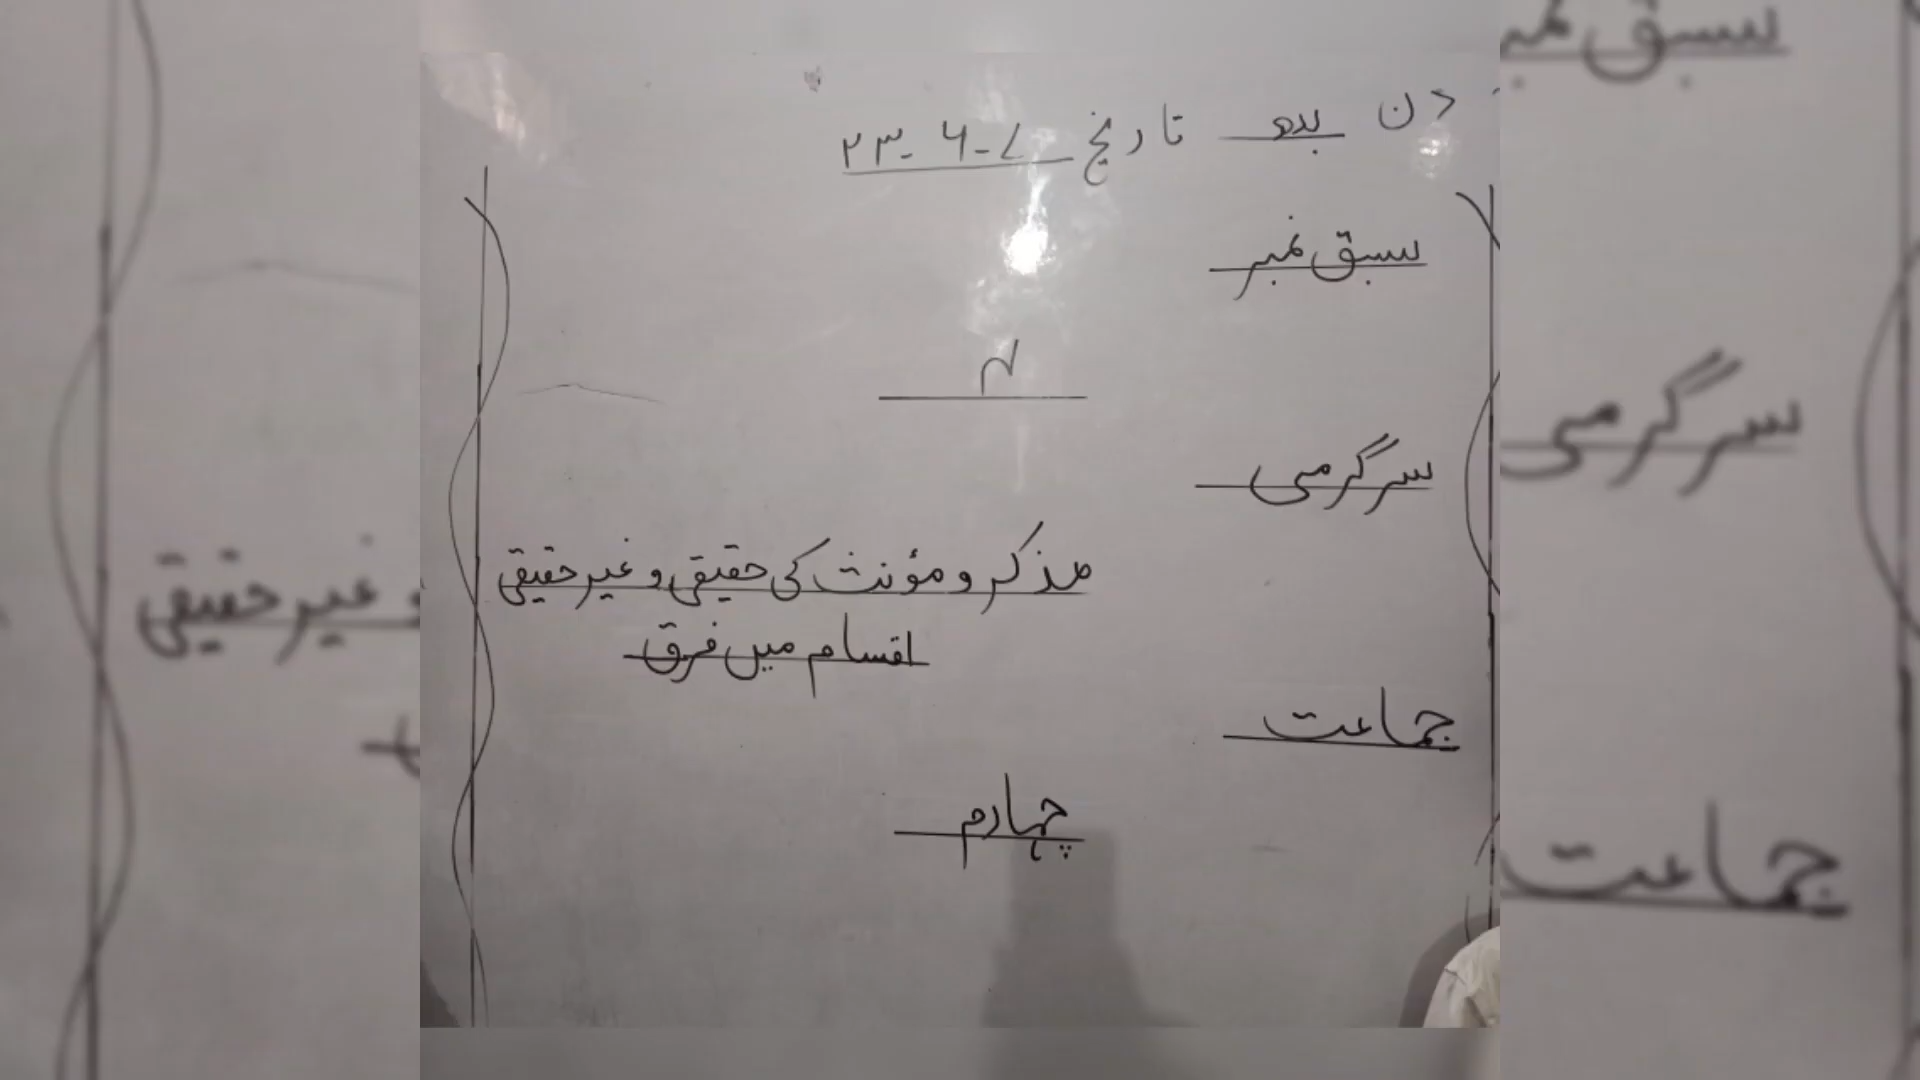 دن بدھ تاریخ ۷-۶-۲۳
سبق نمبر
۴
سرگرمی
مذکر و مؤنث کی حقیقی و غیر حقیقی
اقسام میں فرق
جماعت
چہارم